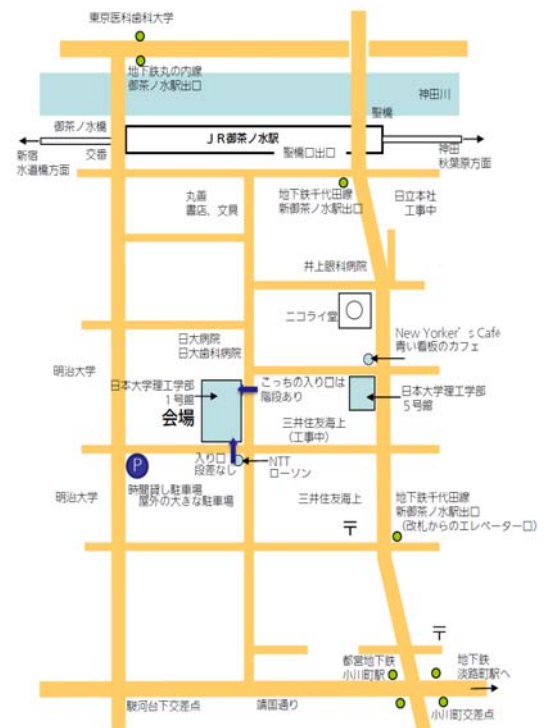 東京医科歯科大学
地下鉄丸の内線
御茶ノ水駅出口
神田川
聖橋
御茶ノ水橋
JR御茶ノ水駅
聖橋口出口
新宿
水道橋方面
交番
神田
秋葉原方面
丸善
書店、文具
地下鉄千代田線
新御茶ノ水駅出口
日立本社
工事中
井上眼科病院
ニコライ堂
New Yorker's Café
青い看板のカフェ
日大病院
日大歯科病院
明治大学
こっちの入り口は
階段あり
日本大学理工学部
1号館
会場
日本大学理工学部
5号館
三井住友海上
(工事中)
入り口
段差なし
NTT
ローソン
P
時間貸し駐車場
屋外の大きな駐車場
明治大学
三井住友海上
地下鉄千代田線
新御茶ノ水駅出口
(改札からのエレベーター口)
〒
〒
都営地下鉄
小川町駅
地下鉄
淡路町駅へ
駿河台下交差点
靖国通り
小川町交差点